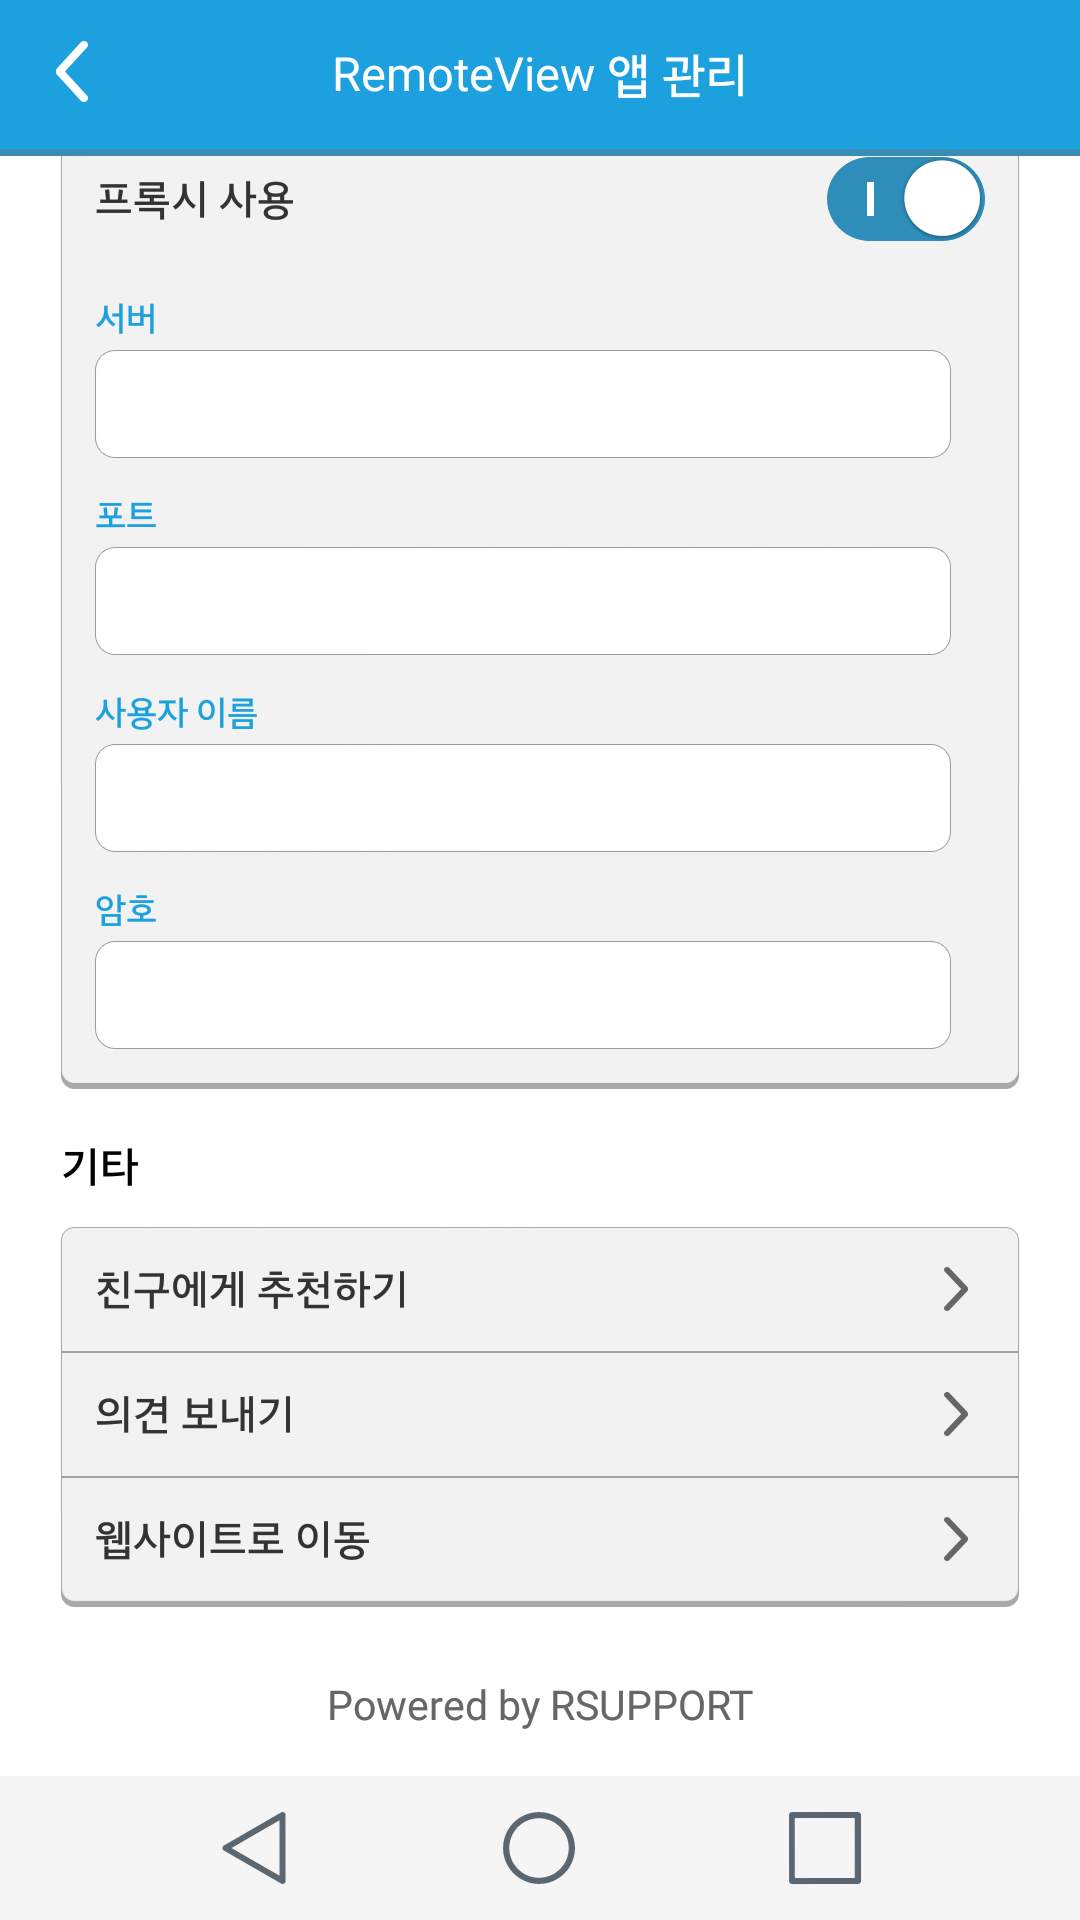 RemoteView 앱 관리
프록시 사용
서버
포트
사용자 이름
암호
기타
친구에게 추천하기
의견 보내기
웹사이트로 이동
Powered by RSUPPORT